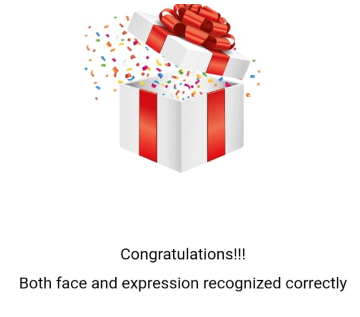 Congratulations!!!
Both face and expression recognized correctly